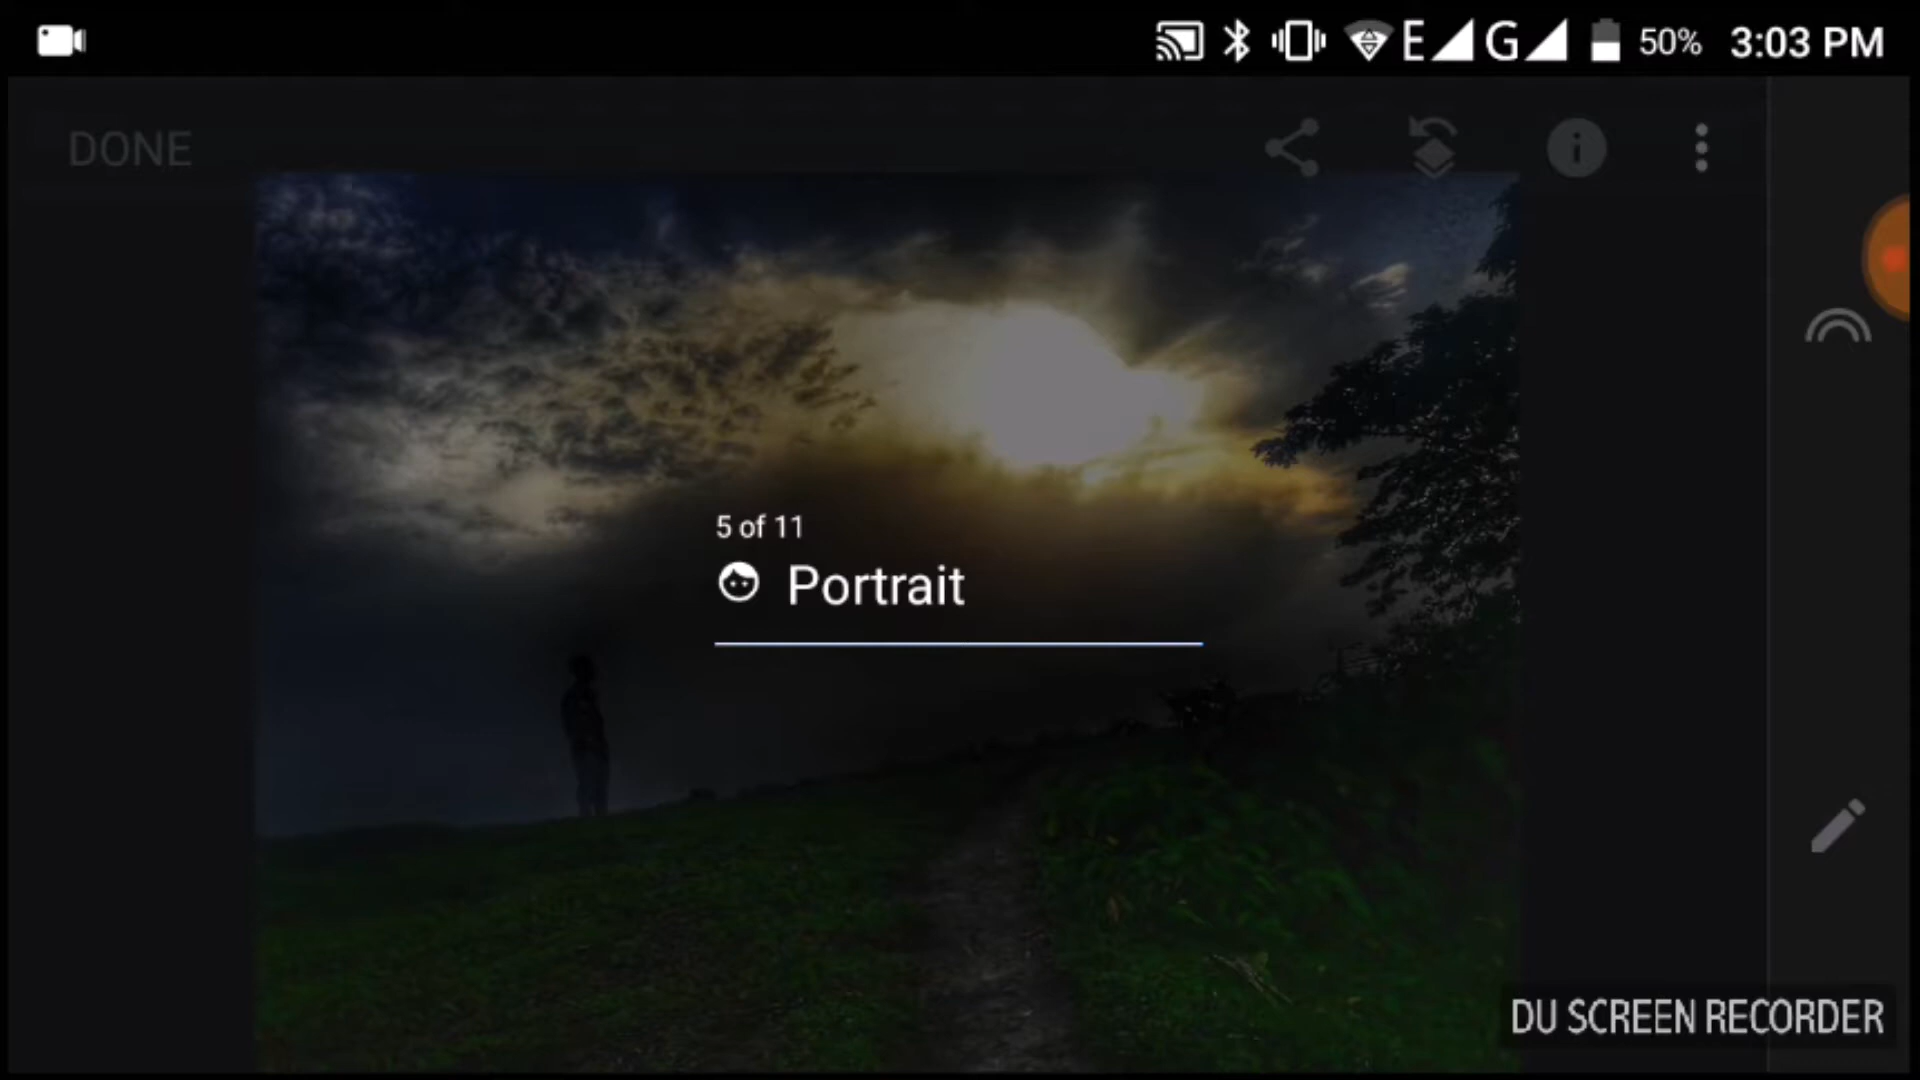 E G 50% 3:03 PM
DONE
5 of 11
Portrait
DU SCREEN RECORDER